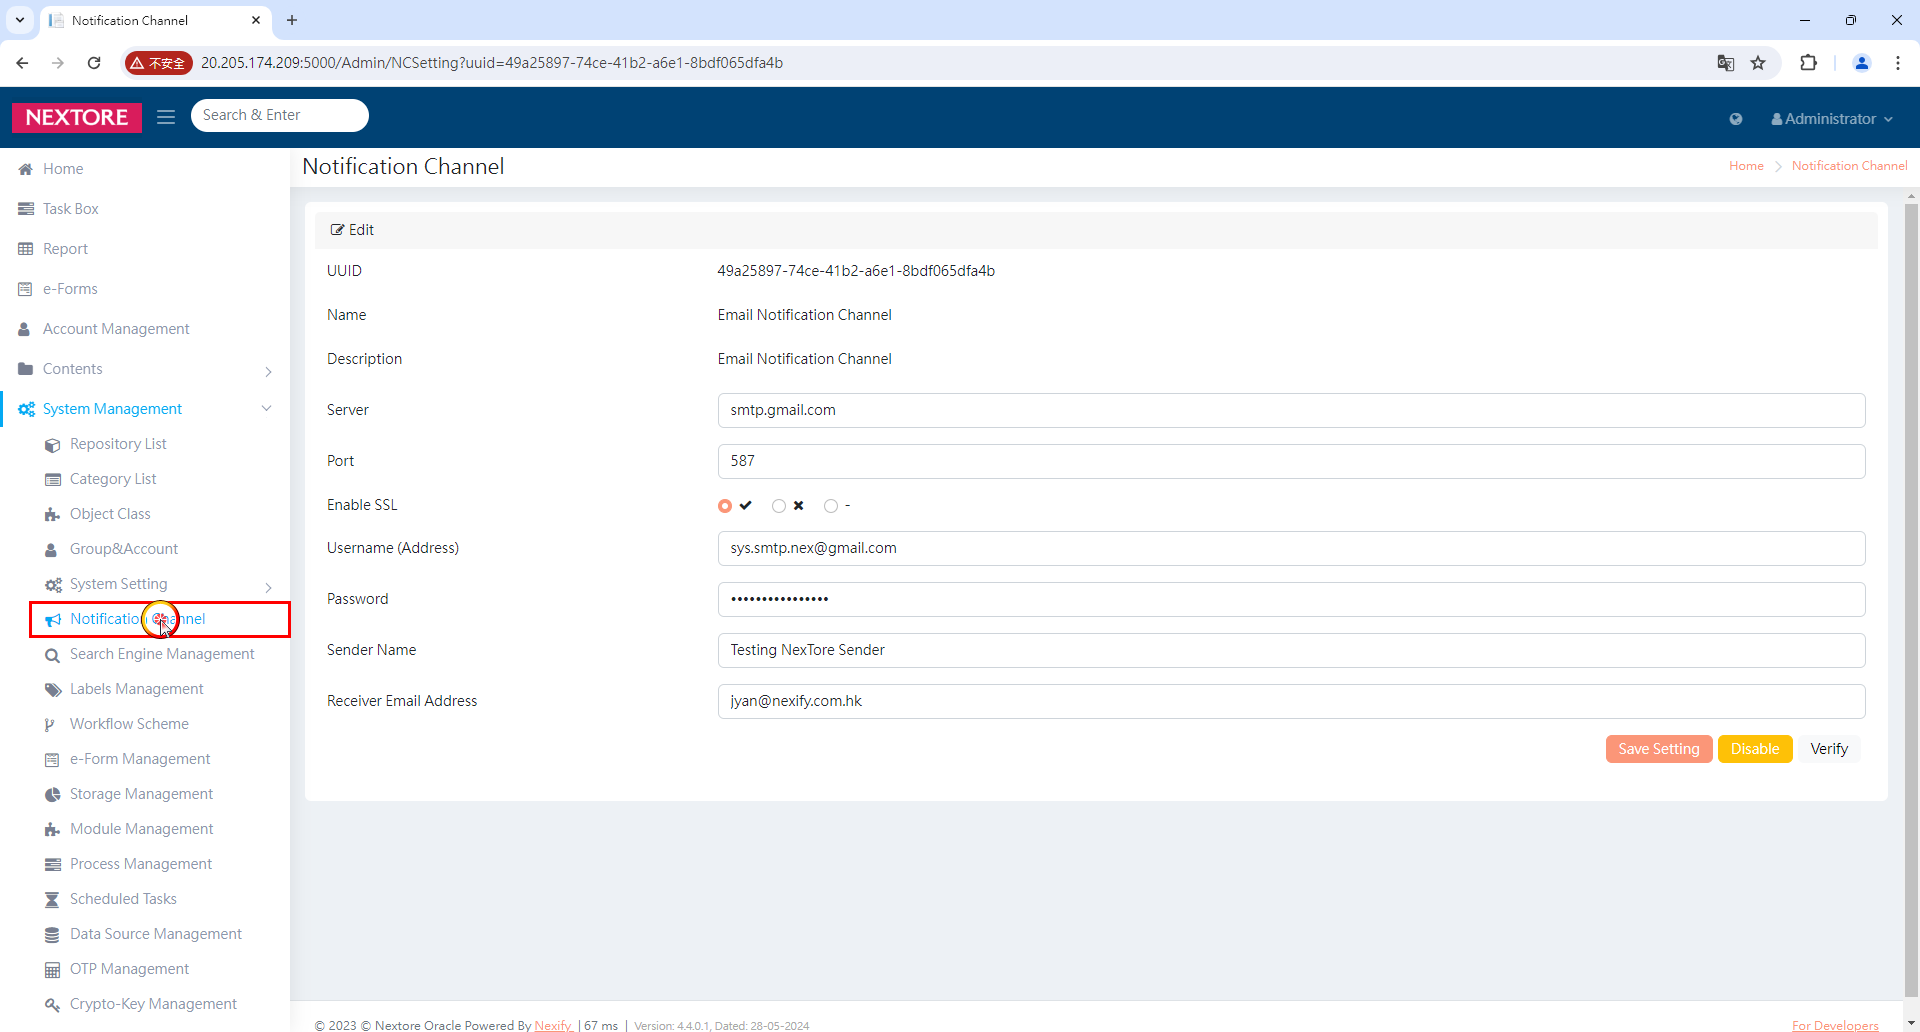 Notification Channel
不安全
20.205.174.209:5000/Admin/NCSetting?uuid=49a25897-74ce-41b2-a6e1-8bdf065dfa4b
NEXTORE
Search & Enter
Administrator
Home
Task Box
Report
e-Forms
Account Management
Contents
System Management
Repository List
Category List
Object Class
Group&Account
System Setting
Notification Channel
Search Engine Management
Labels Management
Workflow Scheme
e-Form Management
Storage Management
Module Management
Process Management
Scheduled Tasks
Data Source Management
OTP Management
Crypto-Key Management
Notification Channel
Home Notification Channel
Edit
UUID 49a25897-74ce-41b2-a6e1-8bdf065dfa4b
Name Email Notification Channel
Description Email Notification Channel
Server smtp.gmail.com
Port 587
Enable SSL -
Username (Address) sys.smtp.nex@gmail.com
Password ••••••••••••••••
Sender Name Testing NexTore Sender
Receiver Email Address jyan@nexify.com.hk
Save Setting Disable Verify
© 2023 © Nextore Oracle Powered By Nexify | 67 ms | Version: 4.4.0.1, Dated: 28-05-2024
For Developers